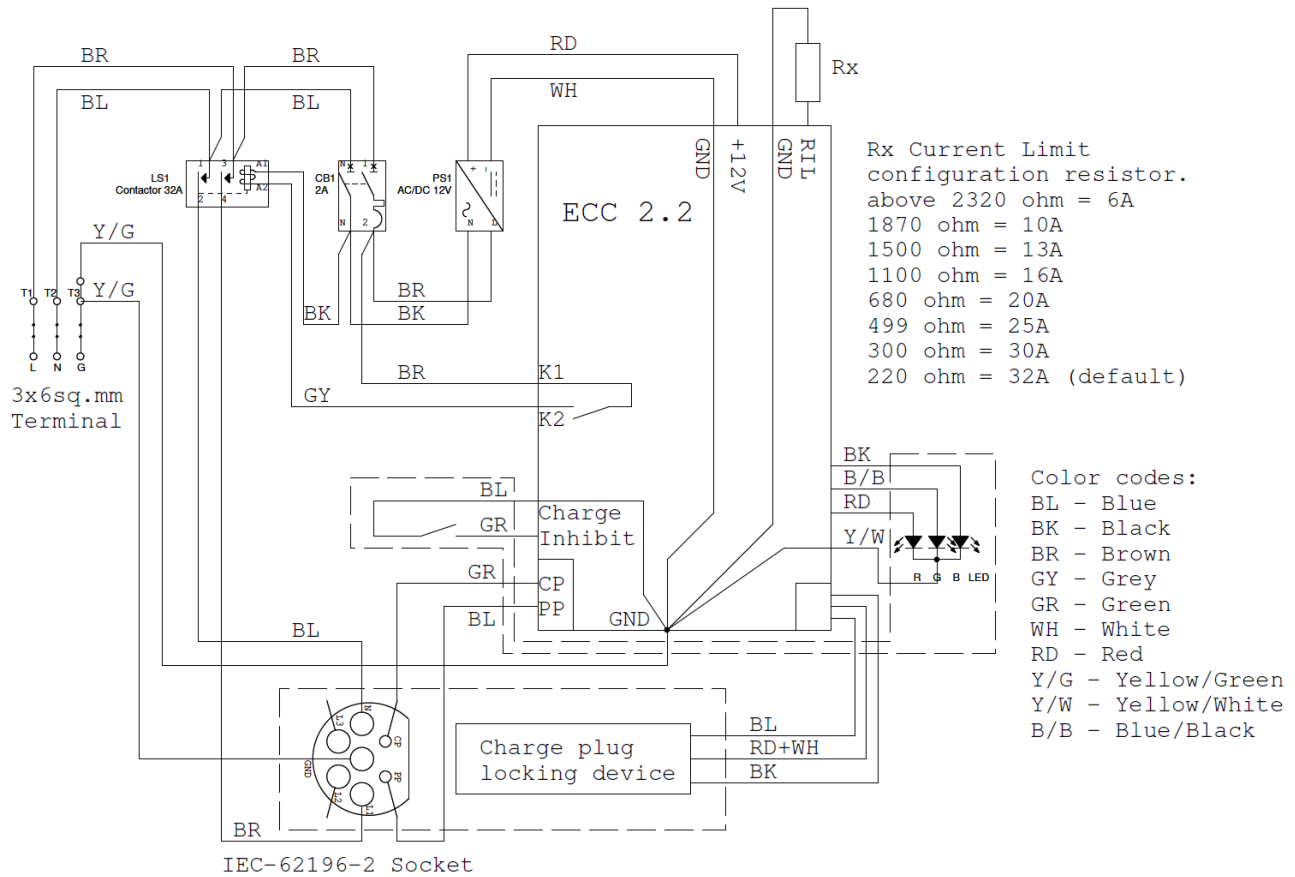 BR
BR
BL
BL
RD
WH
Rx
GND
+12V
GND
RIL
1
3
A1
A2
2
4
LS1
Contactor 32A
N
1
CB1
2A
N
2
PS1
AC/DC 12V
+
N
L
ECC 2.2
Rx Current Limit
configuration resistor.
above 2320 ohm = 6A
1870 ohm = 10A
1500 ohm = 13A
1100 ohm = 16A
680 ohm = 20A
499 ohm = 25A
300 ohm = 30A
220 ohm = 32A (default)
Y/G
T1
T2
T3
Y/G
L
N
G
3x6sq.mm
Terminal
BK
BR
BK
BR
GY
K1
K2
BL
GR
Charge
Inhibit
GR
BL
CP
PP
GND
BK
B/B
RD
Y/W
R G B LED
Color codes:
BL - Blue
BK - Black
BR - Brown
GY - Grey
GR - Green
WH - White
RD - Red
Y/G - Yellow/Green
Y/W - Yellow/White
B/B - Blue/Black
BL
N
L3
CP
GND
PP
L2
L1
BR
Charge plug
locking device
BL
RD+WH
BK
IEC-62196-2 Socket